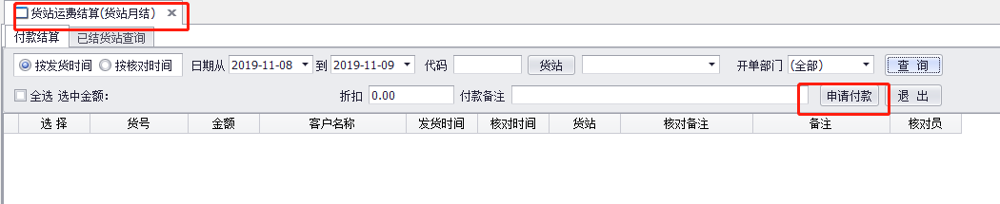 货站运费结算(货站月结)
付款结算 已结货站查询
按发货时间 按核对时间 日期从 2019-11-08 到 2019-11-09 代码 货站 开单部门 (全部) 查 询
全选 选中金额: 折扣 0.00 付款备注 申请付款 退 出
选 择 货号 金额 客户名称 发货时间 核对时间 货站 核对备注 备注 核对员